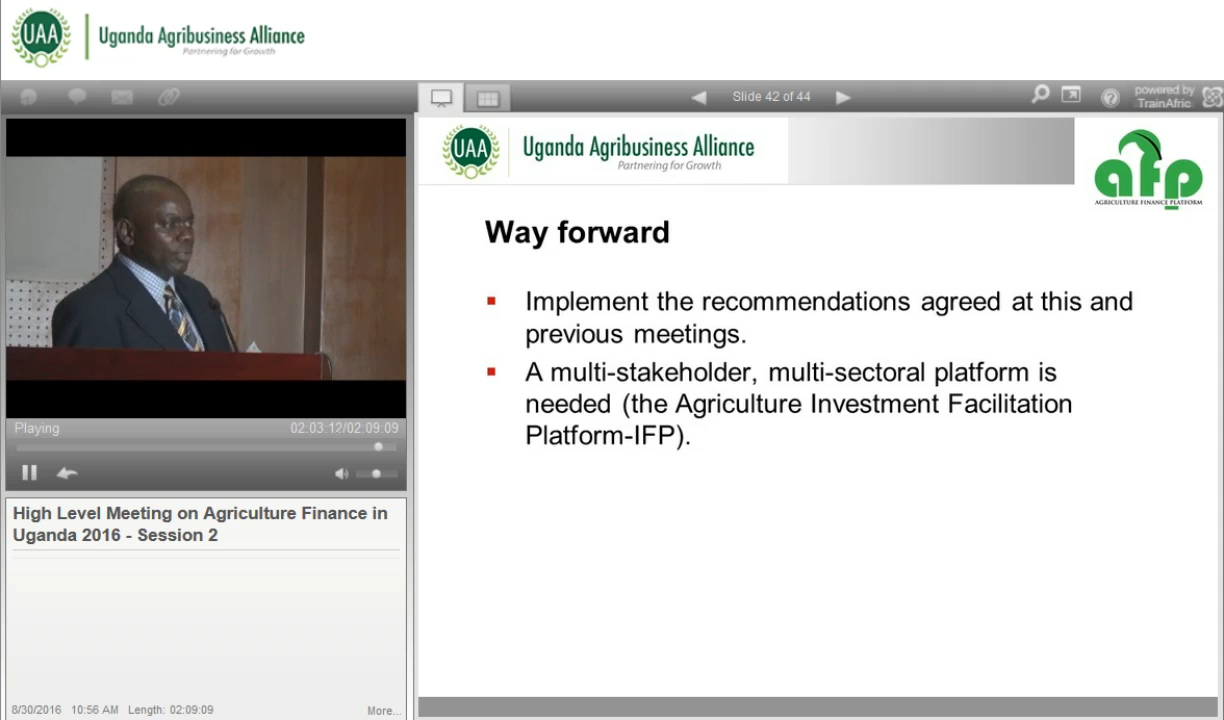 UAA
Uganda Agribusiness Alliance
Partnering for Growth
Slide 42 of 44
powered by
TrainAfric
Playing
02:03:12/02:09:09
High Level Meeting on Agriculture Finance in
Uganda 2016 - Session 2
8/30/2016 10:56 AM Length: 02:09:09
More...
UAA
Uganda Agribusiness Alliance
Partnering for Growth
afp
AGRICULTURE FINANCE PLATFORM
Way forward
Implement the recommendations agreed at this and
previous meetings.
A multi-stakeholder, multi-sectoral platform is
needed (the Agriculture Investment Facilitation
Platform-IFP).